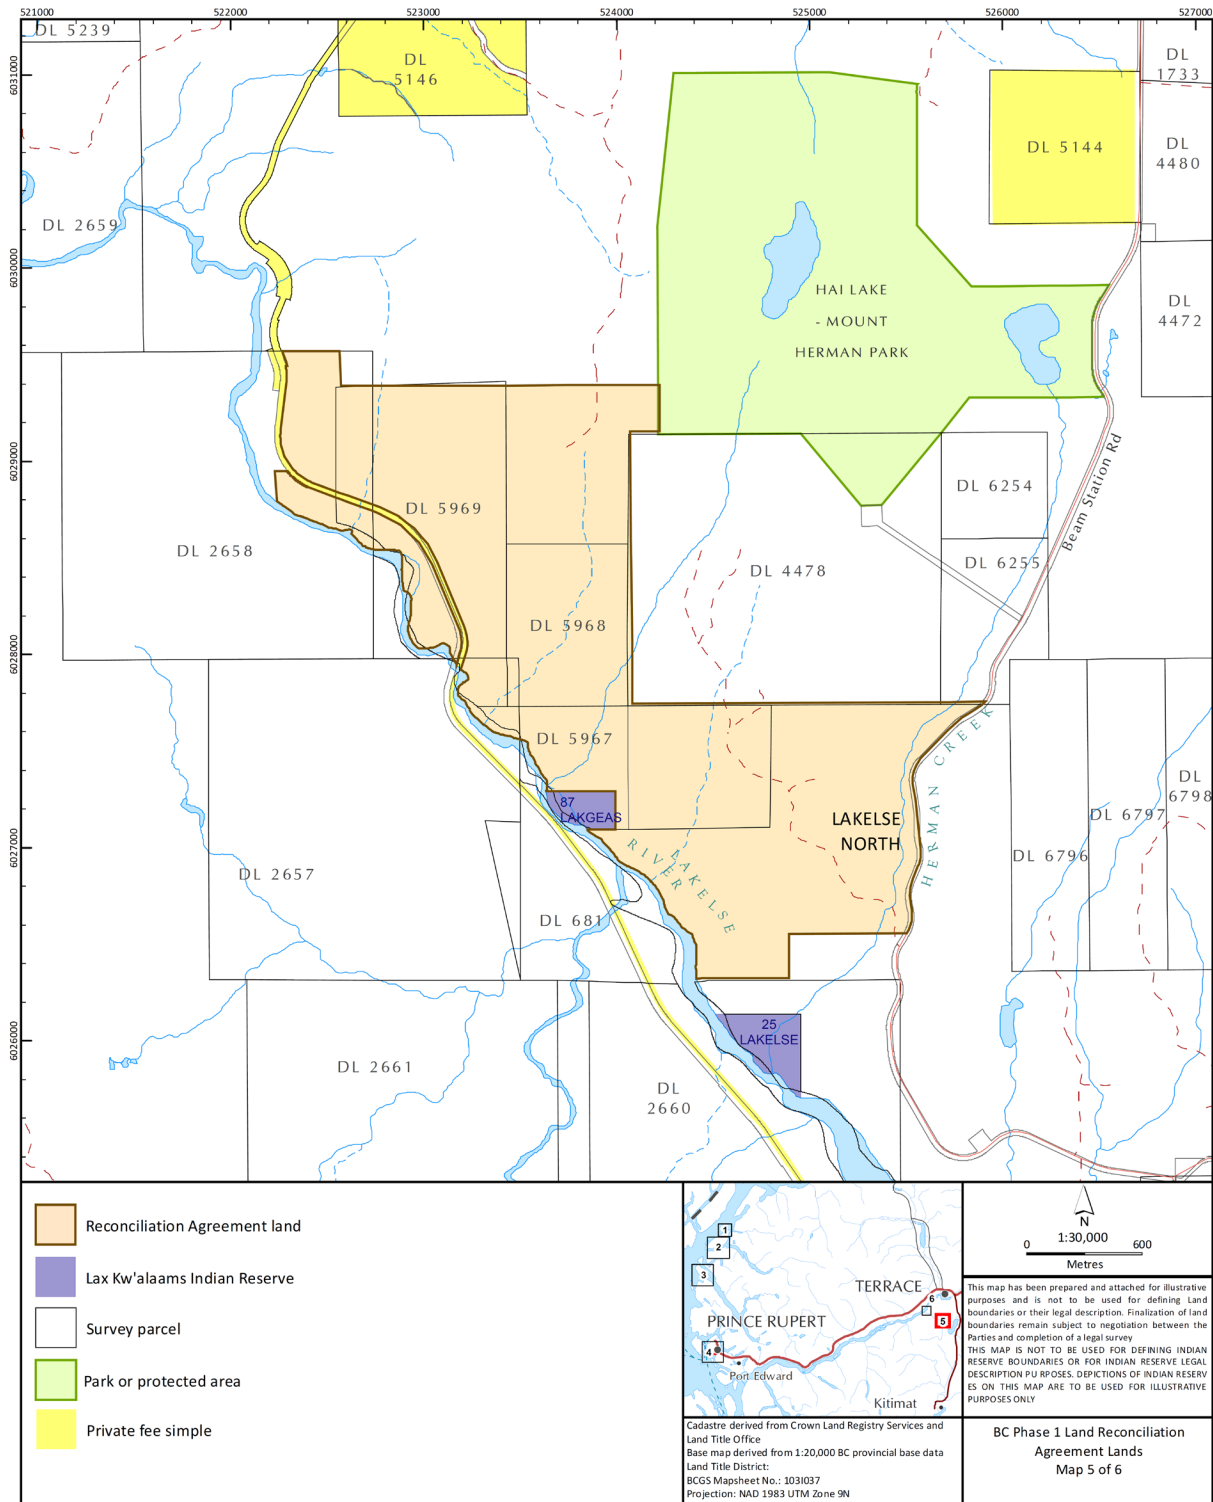 521000 522000 523000 524000 525000 526000 527000
6031000
6030000
6029000
6028000
6027000
6026000
DL 5239
DL
5146
DL
1733
DL 5144
DL
4480
DL 2659
HAI LAKE
- MOUNT
HERMAN PARK
DL
4472
Beam Station Rd
DL 6254
DL 5969
DL 2658
DL 6255
DL 4478
DL 5968
DL 5967
HERMAN CREEK
DL
6798
87
LAKGEAS
LAKELSE
NORTH
DL 6797
DL 6796
LAKELSE
RIVER
DL 2657
DL 681
25
LAKELSE
DL 2661
DL
2660
Reconciliation Agreement land
Lax Kw'alaams Indian Reserve
Survey parcel
Park or protected area
Private fee simple
1
2
3
TERRACE
6
5
PRINCE RUPERT
4
Port Edward
Kitimat
N
1:30,000
0 600
Metres
This map has been prepared and attached for illustrative
purposes and is not to be used for defining Land
boundaries or their legal description. Finalization of land
boundaries remain subject to negotiation between the
Parties and completion of a legal survey
THIS MAP IS NOT TO BE USED FOR DEFINING INDIAN
RESERVE BOUNDARIES OR FOR INDIAN RESERVE LEGAL
DESCRIPTION PU RPOSES. DEPICTIONS OF INDIAN RESERV
ES ON THIS MAP ARE TO BE USED FOR ILLUSTRATIVE
PURPOSES ONLY
Cadastre derived from Crown Land Registry Services and
Land Title Office
Base map derived from 1:20,000 BC provincial base data
Land Title District:
BCGS Mapsheet No.: 103I037
Projection: NAD 1983 UTM Zone 9N
BC Phase 1 Land Reconciliation
Agreement Lands
Map 5 of 6